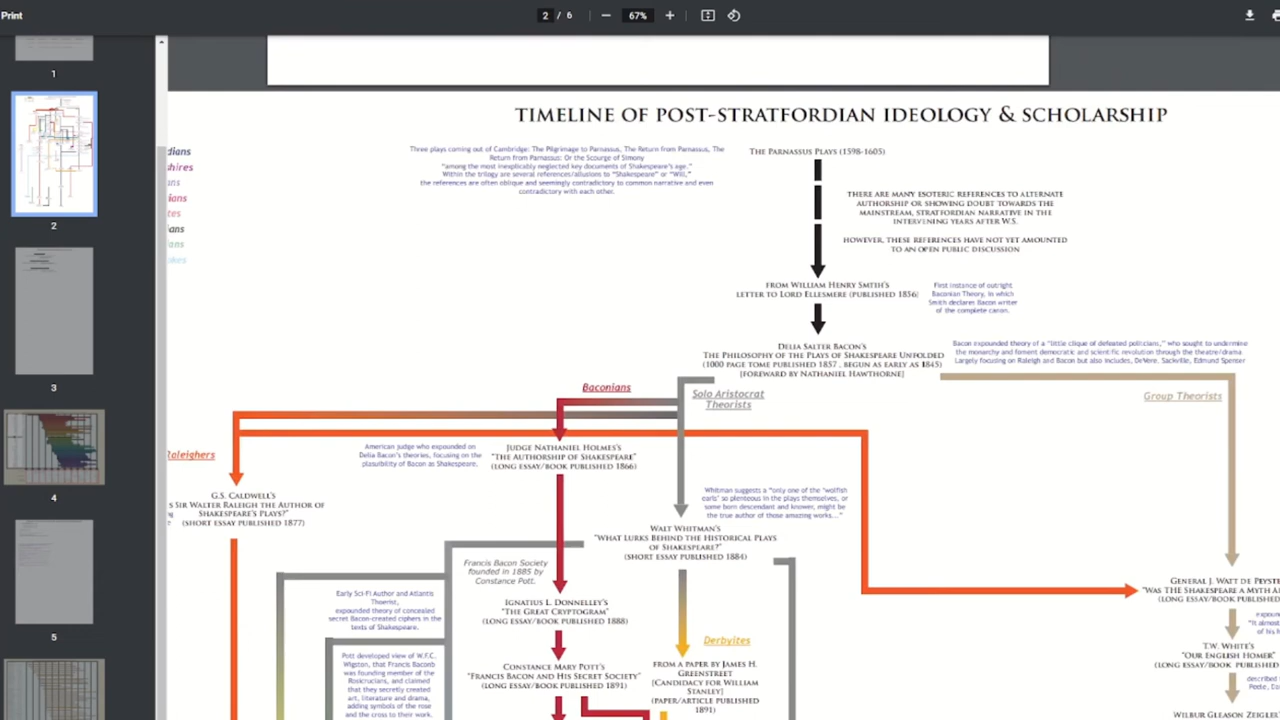 Print
2 / 6
67%
1
2
3
4
5
TIMELINE OF POST-STRATFORDIAN IDEOLOGY & SCHOLARSHIP
dians
shires
ans
nians
tes
ans
ians
akes
Three plays coming out of Cambridge: The Pilgrimage to Parnassus, The Return from Parnassus, The
Return from Parnassus: Or the Scourge of Simony
"among the most inexplicably neglected key documents of Shakespeare's age."
Within the trilogy are several references/allusions to "Shakespeare" or "Will,"
the references are often oblique and seemingly contradictory to common narrative and even
contradictory with each other.
THE PARNASSUS PLAYS (1598-1605)
THERE ARE MANY ESOTERIC REFERENCES TO ALTERNATE
AUTHORSHIP OR SHOWING DOUBT TOWARDS THE
MAINSTREAM, STRATFORDIAN NARRATIVE IN THE
INTERVENING YEARS AFTER W.S.
HOWEVER, THESE REFERENCES HAVE NOT YET AMOUNTED
TO AN OPEN PUBLIC DISCUSSION
FROM WILLIAM HENRY SMITH'S
LETTER TO LORD ELLESMERE (PUBLISHED 1856)
First instance of outright
Baconian Theory, in which
Smith declares Bacon writer
of the complete canon.
DELIA SALTER BACON'S
THE PHILOSOPHY OF THE PLAYS OF SHAKESPEARE UNFOLDED
(1000 PAGE TOME PUBLISHED 1857, BEGUN AS EARLY AS 1845)
[FOREWARD BY NATHANIEL HAWTHORNE]
Bacon expounded theory of a "little clique of defeated politicians," who sought to undermine
the monarchy and foment democratic and scientific revolution through the theatre/drama
Largely focusing on Raleigh and Bacon but also includes, DeVere, Sackville, Edmund Spenser
Baconians
Solo Aristocrat
Theorists
Group Theorists
Raleighers
American judge who expounded on
Delia Bacon's theories, focusing on the
plausibility of Bacon as Shakespeare.
JUDGE NATHANIEL HOLMES'S
"THE AUTHORSHIP OF SHAKESPEARE"
(LONG ESSAY/BOOK PUBLISHED 1866)
G.S. CALDWELL'S
S SIR WALTER RALEIGH THE AUTHOR OF
SHAKESPEARE'S PLAYS?"
(SHORT ESSAY PUBLISHED 1877)
Whitman suggests a "only one of the 'wolfish
earls' so plenteous in the plays themselves, or
some born descendant and knower, might be
the true author of those amazing works..."
WALT WHITMAN'S
"WHAT LURKS BEHIND THE HISTORICAL PLAYS
OF SHAKESPEARE?"
(SHORT ESSAY PUBLISHED 1884)
Francis Bacon Society
founded in 1885 by
Constance Pott.
Early Sci-Fi Author and Atlantis
Thoerist,
expounded theory of concealed
secret Bacon-created ciphers in the
texts of Shakespeare.
IGNATIUS L. DONNELLEY'S
"THE GREAT CRYPTOGRAM"
(LONG ESSAY/BOOK PUBLISHED 1888)
Derbyites
GENERAL J. WATT DE PEYSTE
"WAS THE SHAKESPEARE A MYTH A
(LONG ESSAY/BOOK PUBLISHED
expoun
"it almost
of his h
T.W. WHITE'S
"OUR ENGLISH HOMER"
(LONG ESSAY/BOOK PUBLISHED
described
Peele, Da
WILBUR GLEASON ZEIGLER
Pott developed view of W.F.C.
Wigston, that Francis Baconb
was founding member of the
Rosicrucians, and claimed
that they secretly created
art, literature and drama,
adding symbols of the rose
and the cross to their work.
CONSTANCE MARY POTT'S
"FRANCIS BACON AND HIS SECRET SOCIETY"
(LONG ESSAY/BOOK PUBLISHED 1891)
FROM A PAPER BY JAMES H.
GREENSTREET
[CANDIDACY FOR WILLIAM
STANLEY]
(PAPER/ARTICLE PUBLISHED
1891)